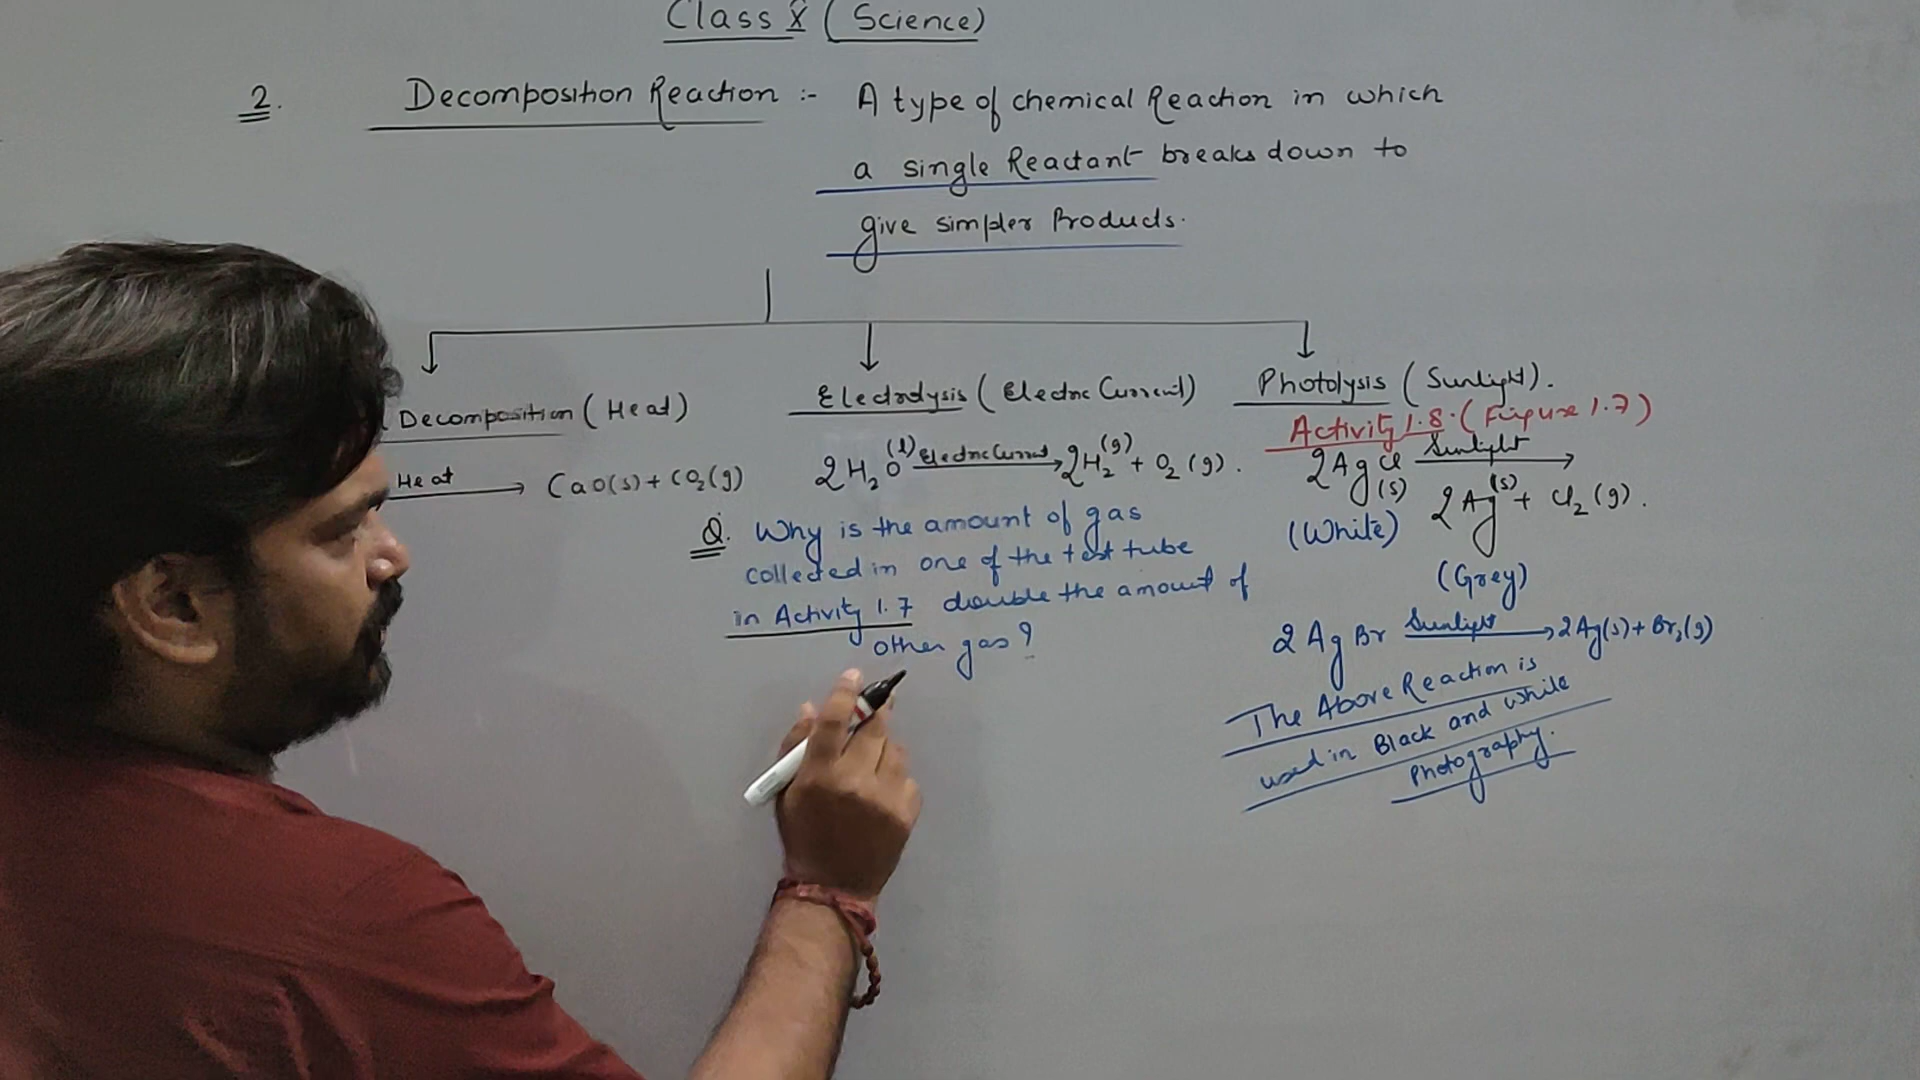 Class X (Science)
2. Decomposition Reaction :- A type of chemical Reaction in which
a single Reactant breaks down to
give simpler Products.
Decomposition (Heat)
Heat → CaO(s) + CO₂(g)
Electrolysis (Electric Current)
2H₂O(l) Electric Current → 2H₂(g) + O₂(g).
Q. Why is the amount of gas
collected in one of the test tube
in Activity 1.7 double the amount of
other gas?
Photolysis (Sunlight).
Activity 1.8. (Figure 1.7)
2AgCl(s) Sunlight →
2Ag(s) + Cl₂(g).
(White)
(Grey)
2AgBr Sunlight → 2Ag(s) + Br₂(g)
The Above Reaction is
used in Black and white
Photography.